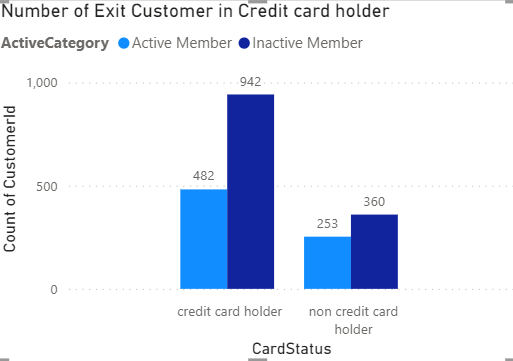 Number of Exit Customer in Credit card holder
ActiveCategory Active Member Inactive Member
Count of CustomerId
1,000
500
0
482
942
253
360
credit card holder
non credit card
holder
CardStatus